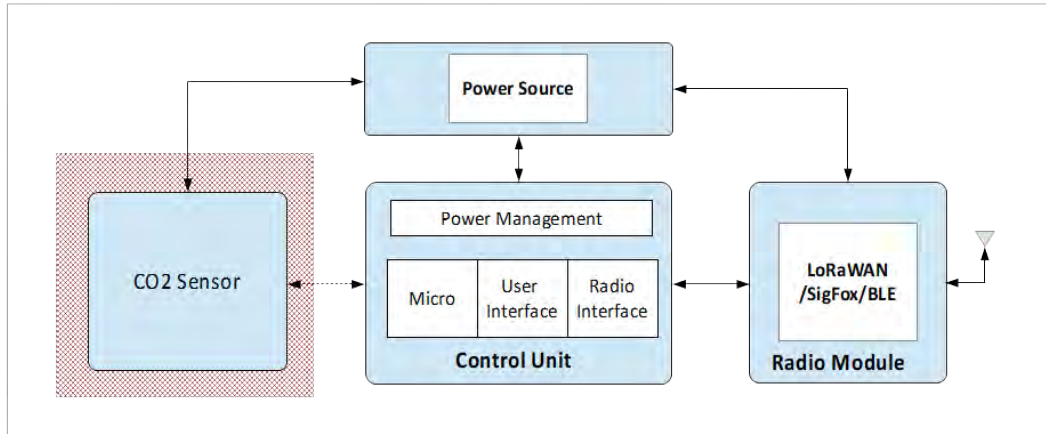 Power Source
Power Management
CO2 Sensor
Micro
User
Interface
Radio
Interface
Control Unit
LoRaWAN
/SigFox/BLE
Radio Module